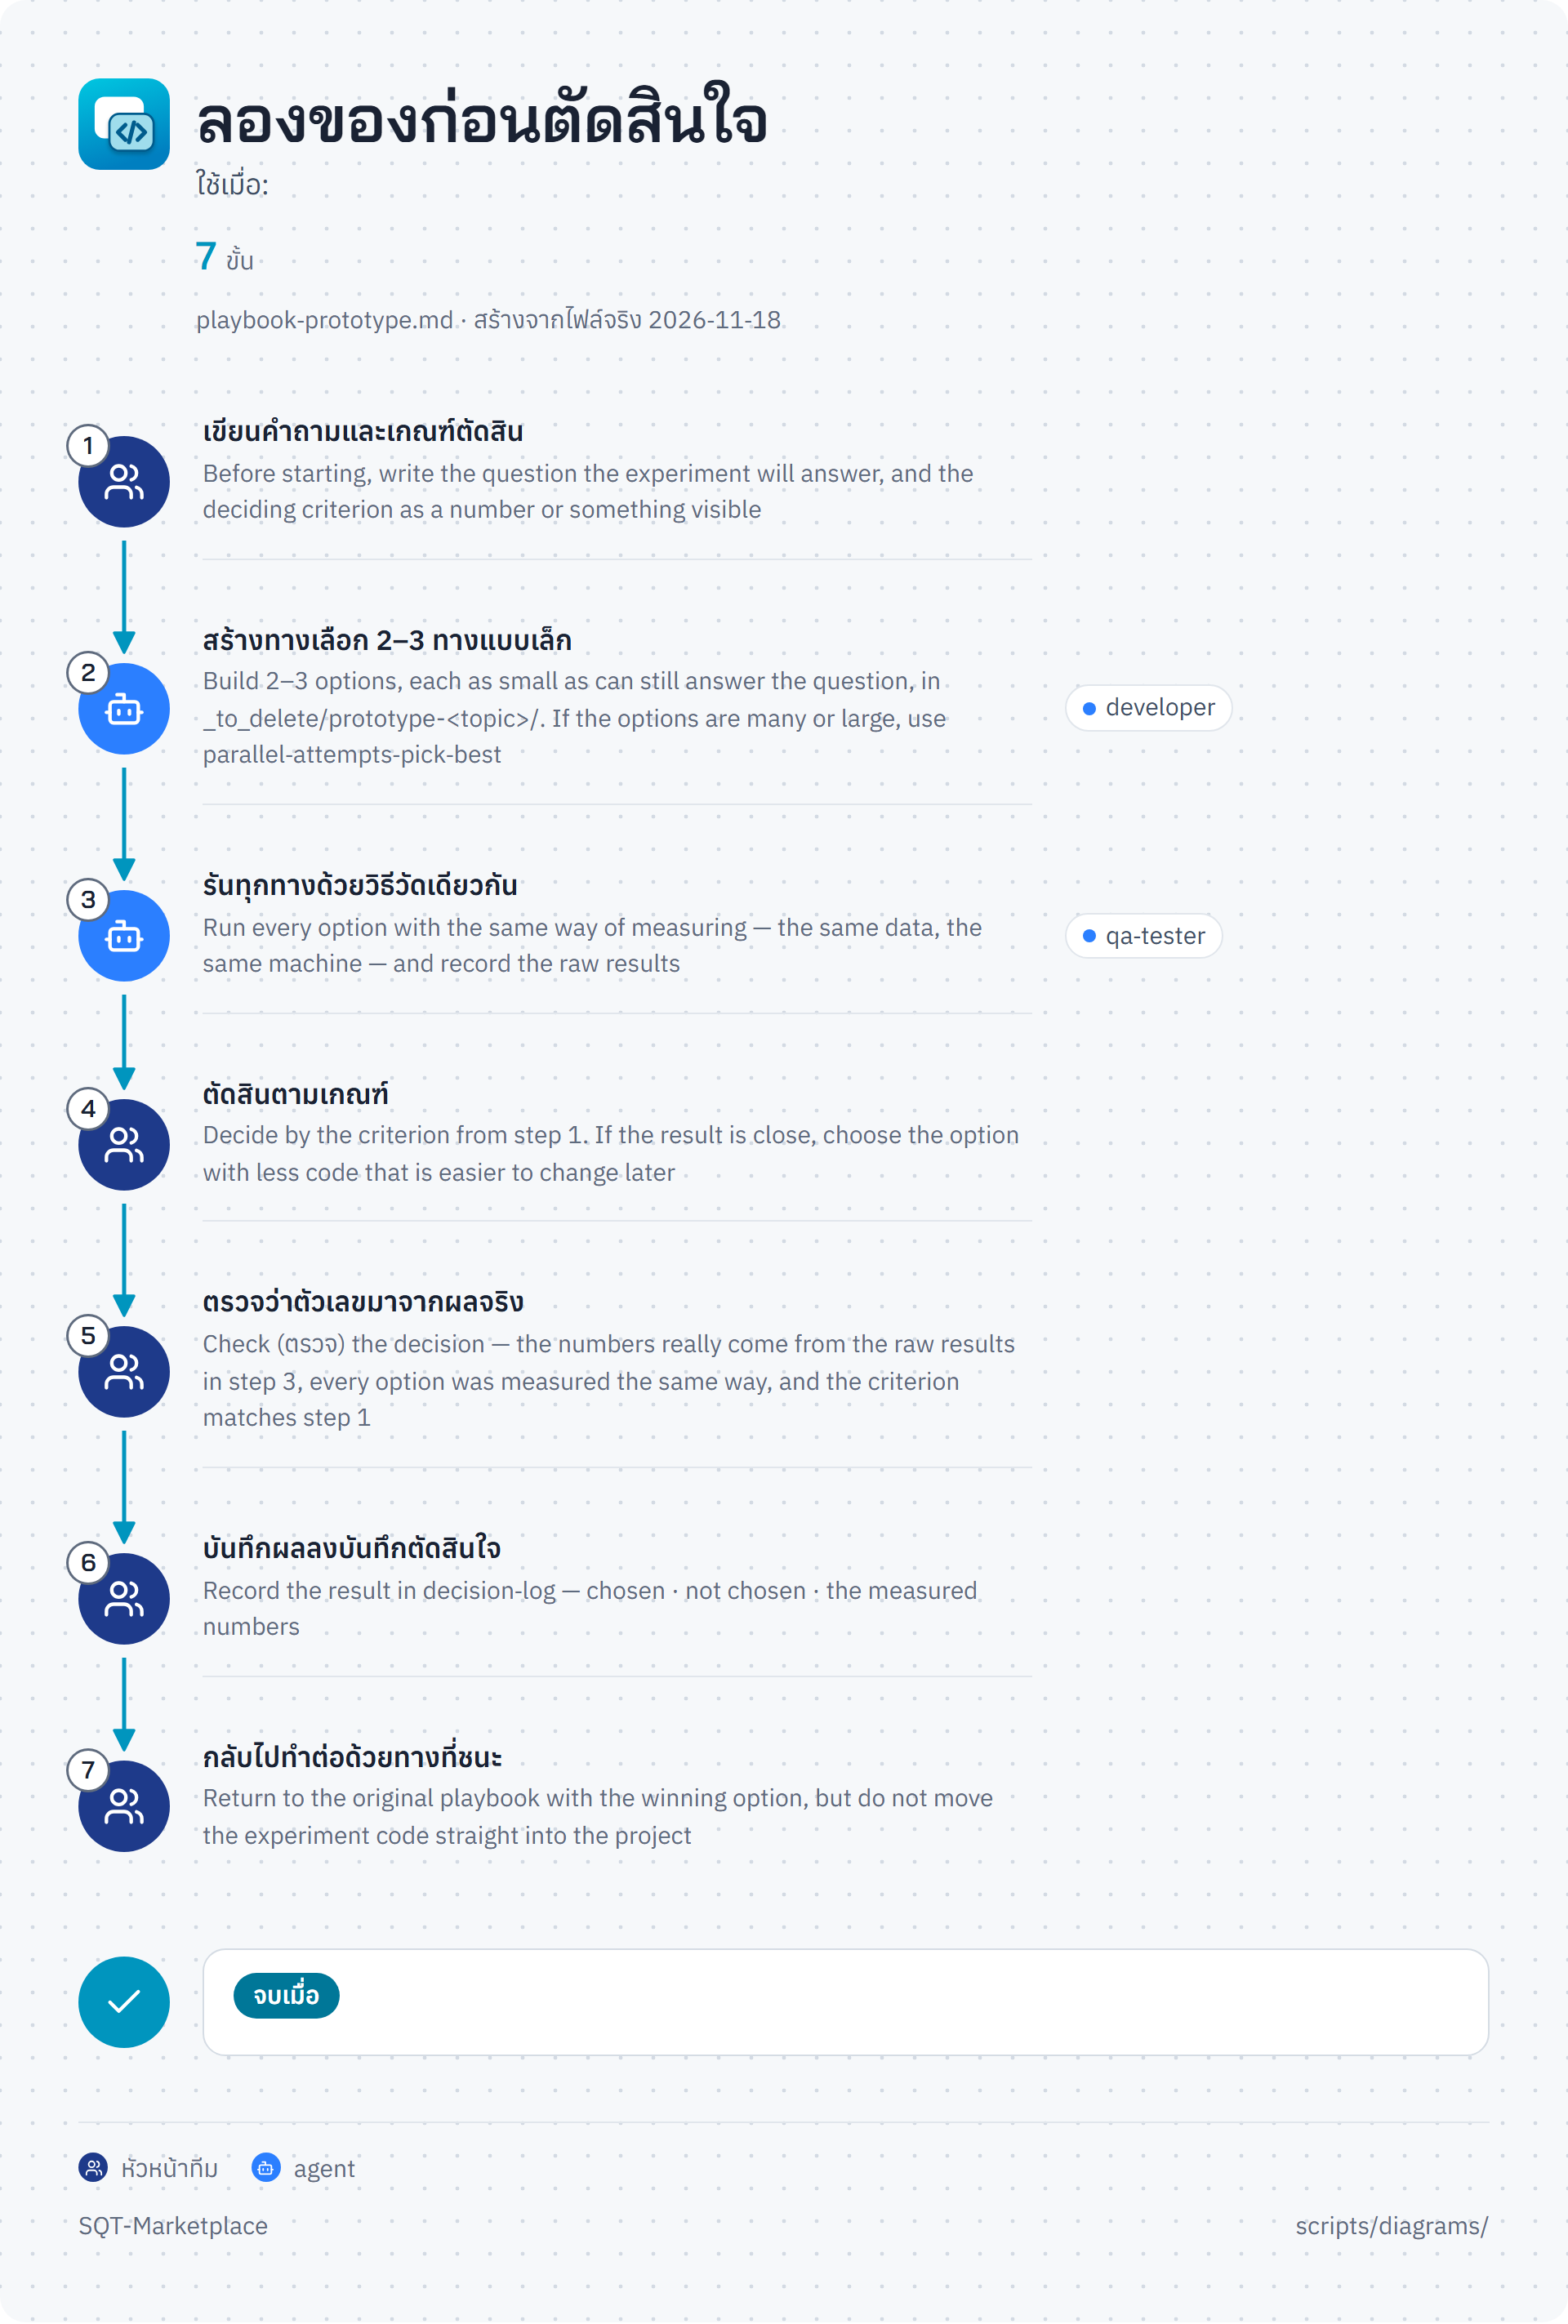 ลองของก่อนตัดสินใจ
ใช้เมื่อ:
7 ขั้น
playbook-prototype.md · สร้างจากไฟล์จริง 2026-11-18
1
เขียนคำถามและเกณฑ์ตัดสิน
Before starting, write the question the experiment will answer, and the
deciding criterion as a number or something visible
2
สร้างทางเลือก 2–3 ทางแบบเล็ก
Build 2–3 options, each as small as can still answer the question, in
_to_delete/prototype-<topic>/. If the options are many or large, use
parallel-attempts-pick-best
developer
3
รันทุกทางด้วยวิธีวัดเดียวกัน
Run every option with the same way of measuring — the same data, the
same machine — and record the raw results
qa-tester
4
ตัดสินตามเกณฑ์
Decide by the criterion from step 1. If the result is close, choose the option
with less code that is easier to change later
5
ตรวจว่าตัวเลขมาจากผลจริง
Check (ตรวจ) the decision — the numbers really come from the raw results
in step 3, every option was measured the same way, and the criterion
matches step 1
6
บันทึกผลลงบันทึกตัดสินใจ
Record the result in decision-log — chosen · not chosen · the measured
numbers
7
กลับไปทำต่อด้วยทางที่ชนะ
Return to the original playbook with the winning option, but do not move
the experiment code straight into the project
จบเมื่อ
หัวหน้าทีม agent
SQT-Marketplace scripts/diagrams/